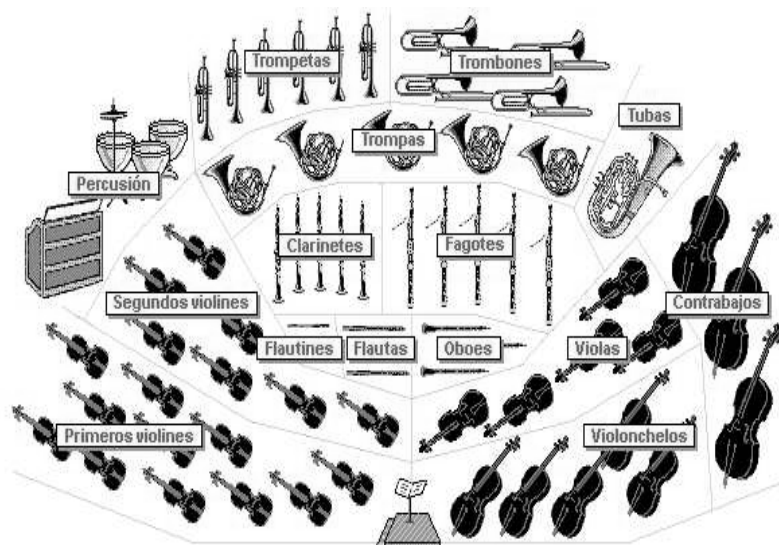 Trompetas
Trombones
Tubas
Trompas
Percusión
Clarinetes
Fagotes
Segundos violines
Contrabajos
Flautines
Flautas
Oboes
Violas
Primeros violines
Violonchelos